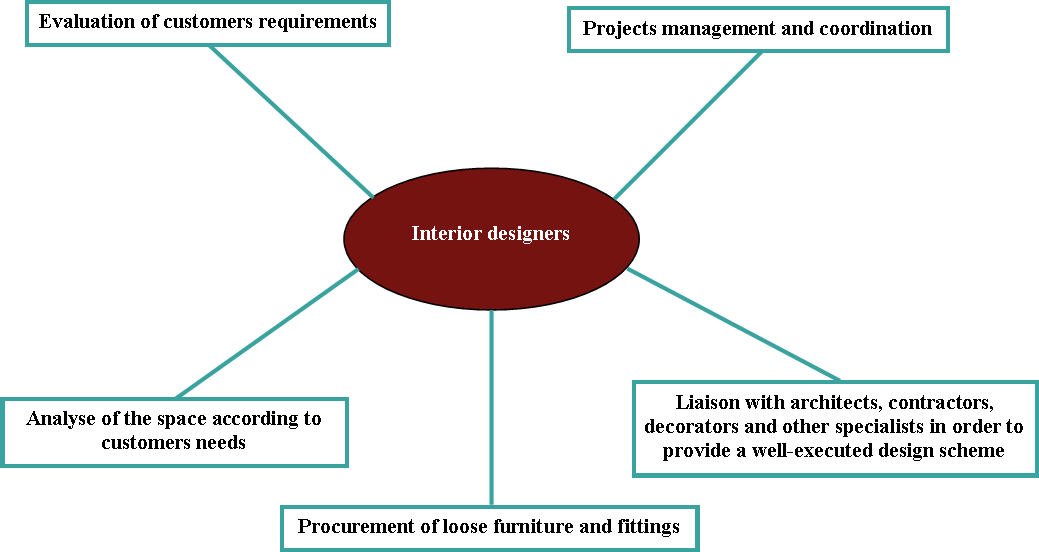 Evaluation of customers requirements
Projects management and coordination
Interior designers
Analyse of the space according to
customers needs
Liaison with architects, contractors,
decorators and other specialists in order to
provide a well-executed design scheme
Procurement of loose furniture and fittings